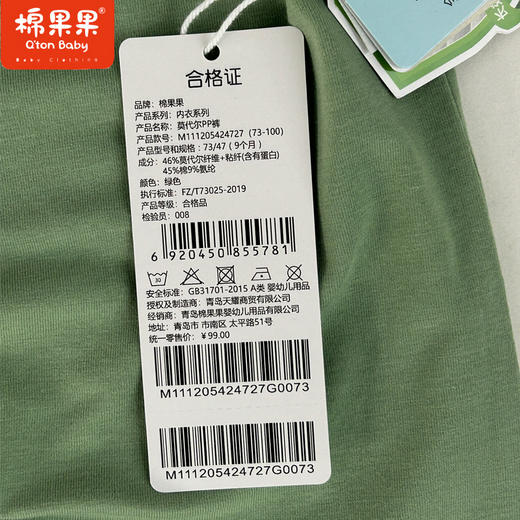 棉果果
Q'ton Baby
Baby Clothing
合格证
品牌：棉果果
产品系列：内衣系列
产品名称：莫代尔PP裤
产品款号：M111205424727 (73-100)
产品型号和规格：73/47 ( 9个月 )
成分：46%莫代尔纤维+粘纤(含有蛋白)
45%棉9%氨纶
颜色：绿色
执行标准：FZ/T73025-2019
产品等级：合格品
检验员：008
6 920450 855781
30
安全标准：GB31701-2015 A类 婴幼儿用品
授权及制造商：青岛天耀商贸有限公司
经销商：青岛棉果果婴幼儿用品有限公司
地址：青岛市 市南区 太平路51号
统一零售价：￥99.00
M111205424727G0073
M111205424727G0073